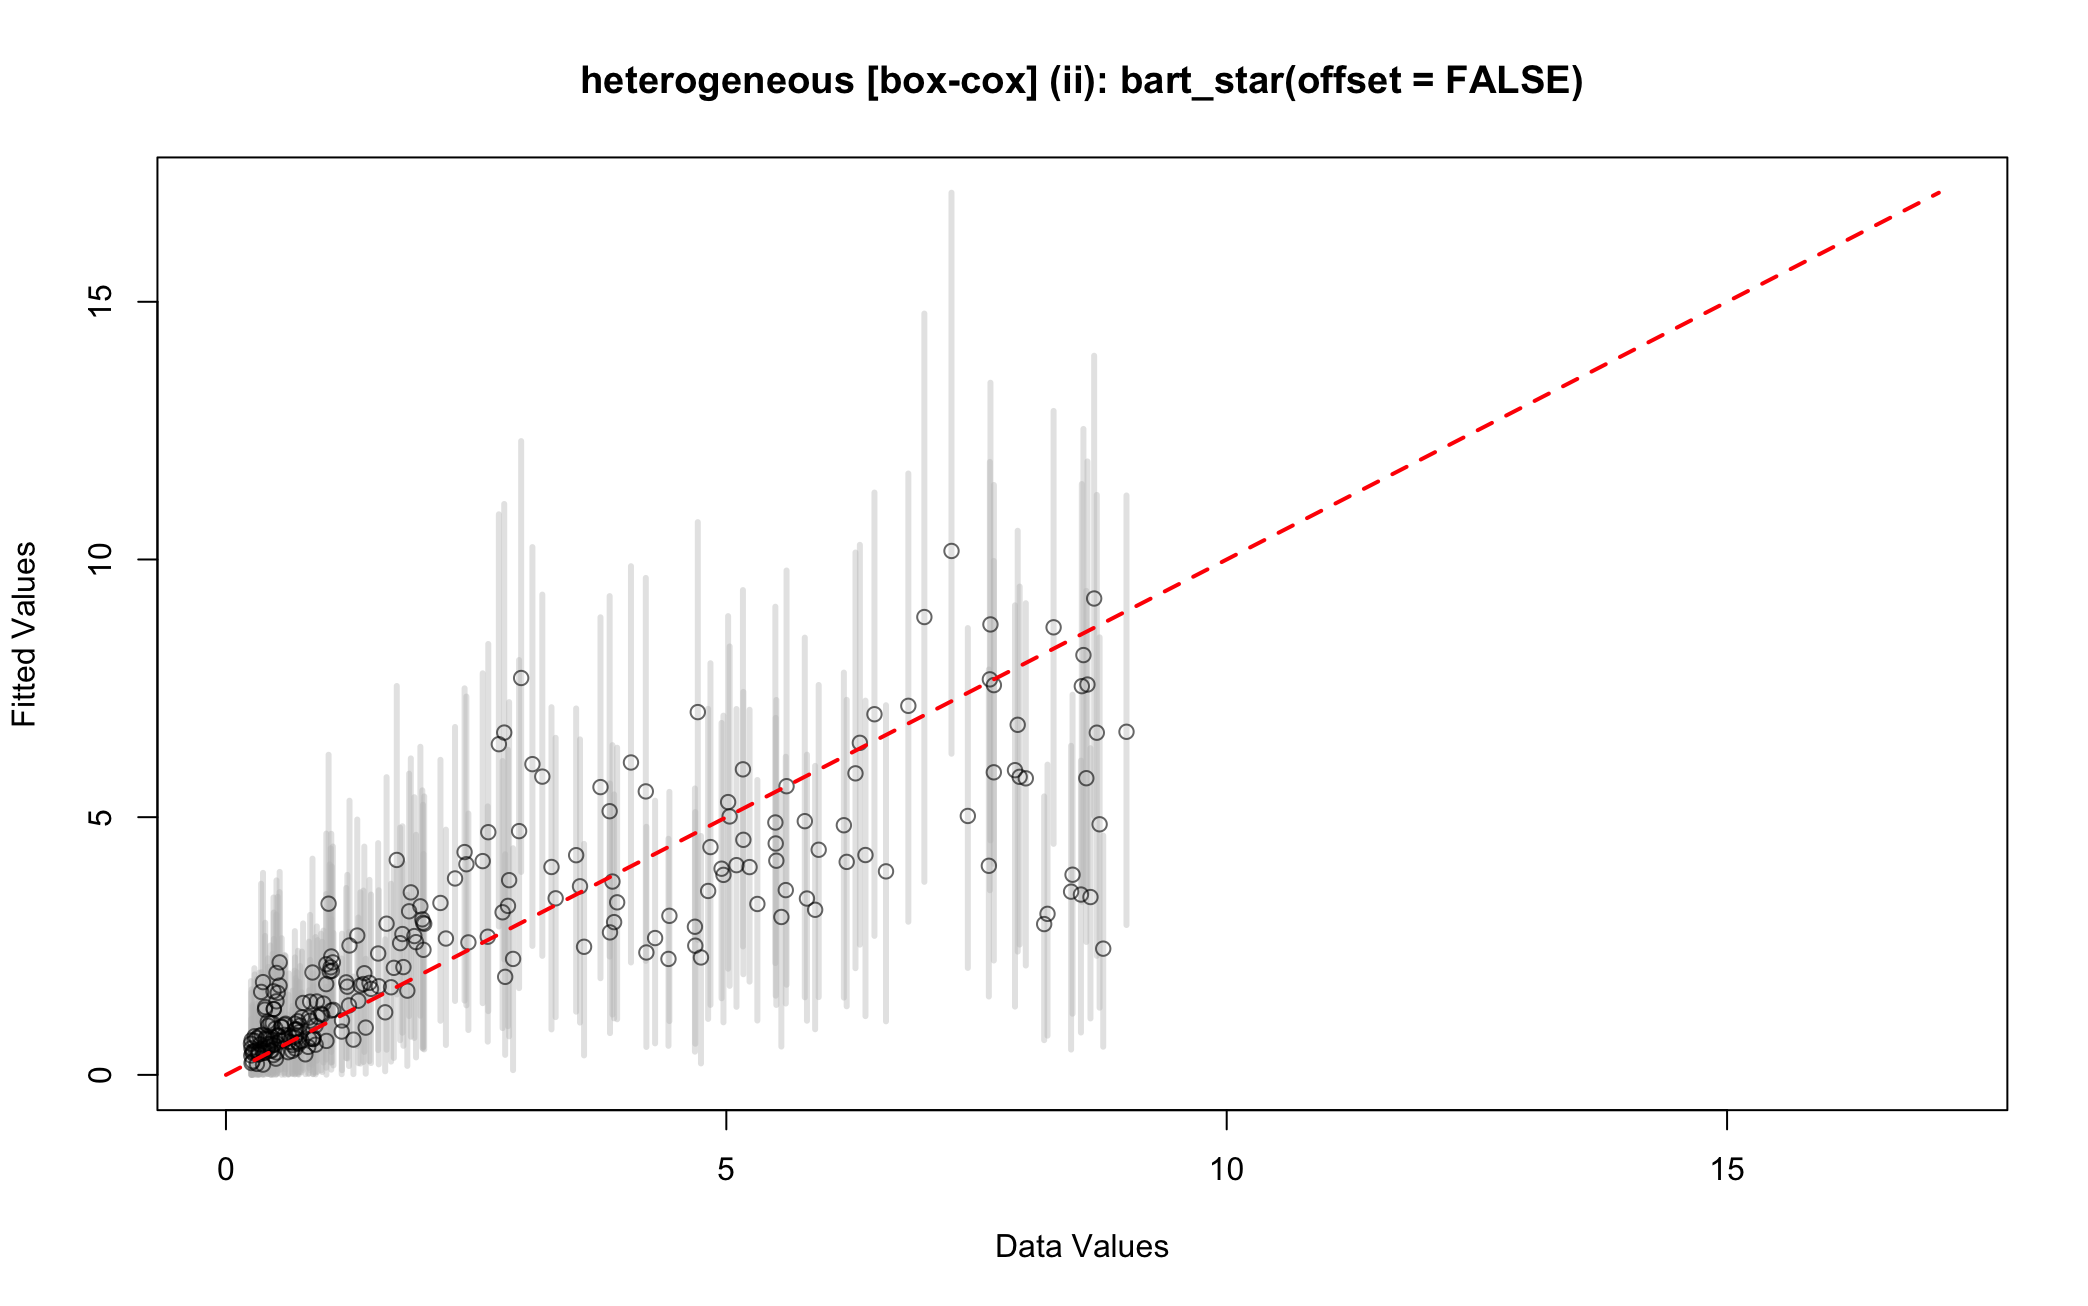 heterogeneous [box-cox] (ii): bart_star(offset = FALSE)
Fitted Values
15
10
5
0
0 5 10 15
Data Values